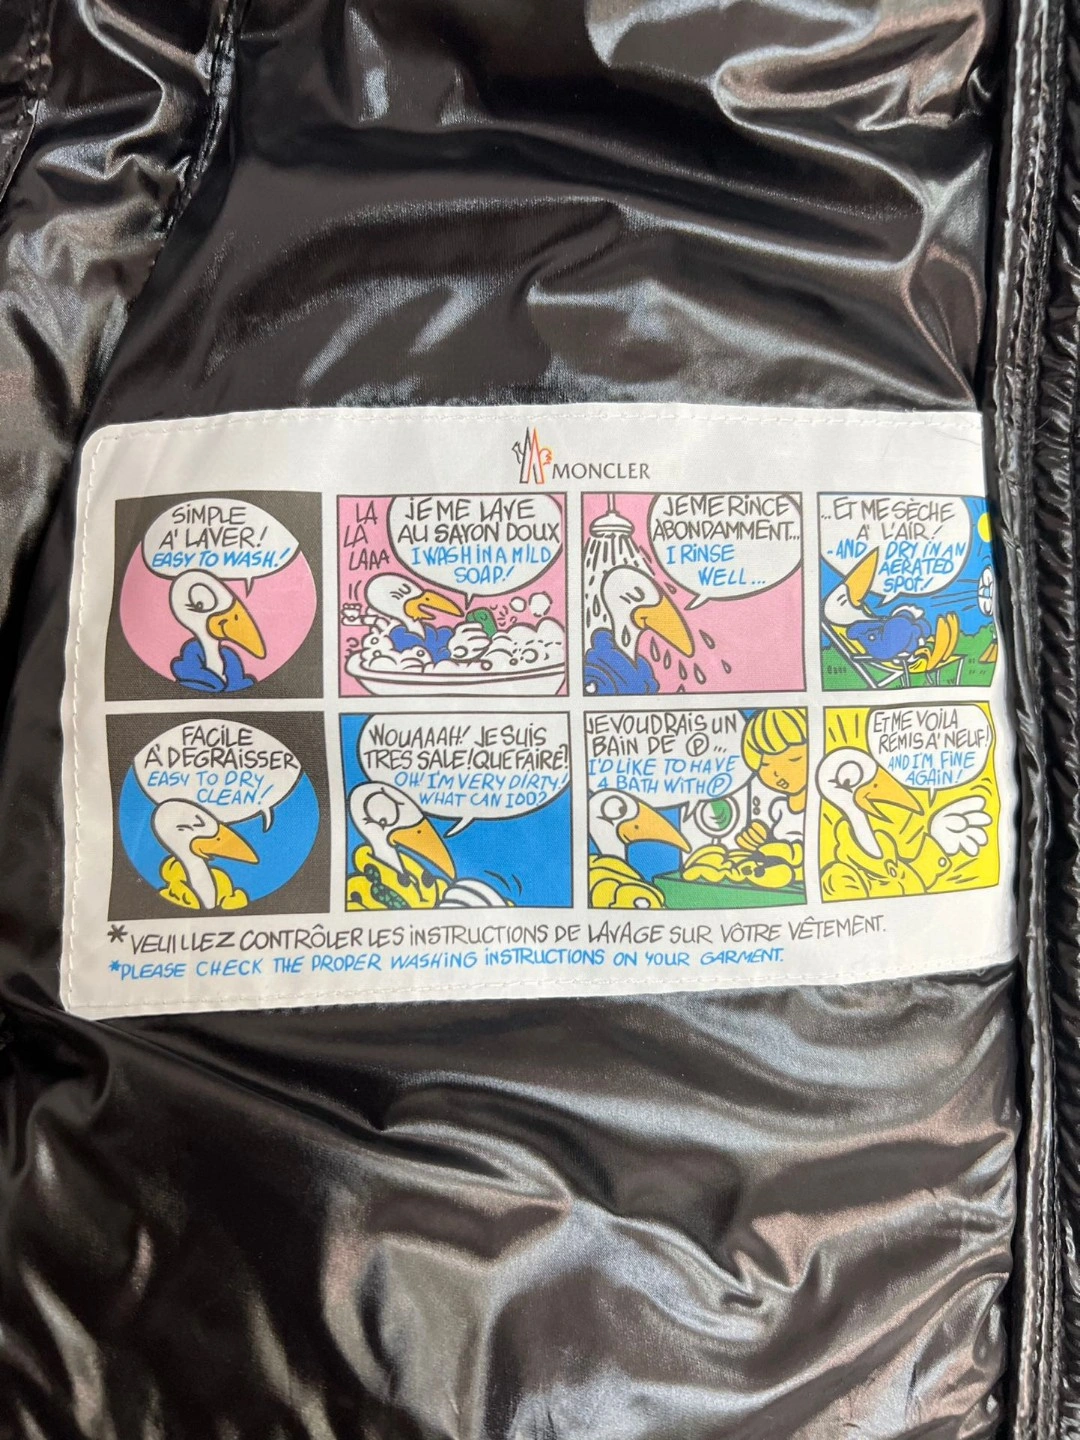 MONCLER
SIMPLE
A' LAVER!
EASY TO WASH!
LA
LA
LAAA
JE ME LAVE
AU SAVON DOUX
I WASH IN A MILD
SOAP!
JE ME RINCE
ABONDAMMENT...
I RINSE
WELL...
...ET ME SÈCHE
A' L'AIR!
-AND DRY IN AN
AERATED
SPOT!
FACILE
A' DEGRAISSER
EASY TO DRY
CLEAN!
WOUAAAH! JE SUIS
TRES SALE! QUE FAIRE?
OH! I'M VERY DIRTY!
WHAT CAN I DO?
JE VOUDRAIS UN
BAIN DE Ⓟ...
I'D LIKE TO HAVE
A BATH WITH Ⓟ
ET ME VOILA
REMIS A' NEUF!
AND I'M FINE
AGAIN!
*VEUILLEZ CONTRÔLER LES INSTRUCTIONS DE LAVAGE SUR VÔTRE VÊTEMENT.
*PLEASE CHECK THE PROPER WASHING INSTRUCTIONS ON YOUR GARMENT.